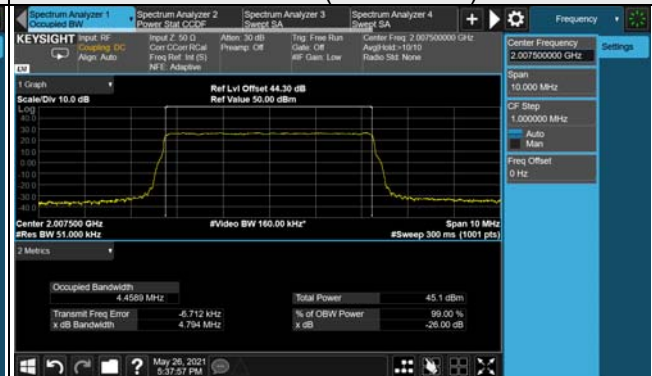 Spectrum Analyzer 1
Occupied BW
Spectrum Analyzer 2
Power Stat CCDF
Spectrum Analyzer 3
Swept SA
Spectrum Analyzer 4
Swept SA
Frequency
KEYSIGHT
Input: RF
Coupling: DC
Align: Auto
Input Z: 50 Ω
Corr CCorr RCal
Freq Ref: Int (S)
NFE: Adaptive
Atten: 30 dB
Preamp: Off
Trig: Free Run
Gate: Off
#IF Gain: Low
Center Freq: 2.007500000 GHz
Avg|Hold:>10/10
Radio Std: None
Center Frequency
2.007500000 GHz
Settings
Span
10.000 MHz
CF Step
1.000000 MHz
Auto
Man
Freq Offset
0 Hz
1 Graph
Scale/Div 10.0 dB
Ref Lvl Offset 44.30 dB
Ref Value 50.00 dBm
Log
40.0
30.0
20.0
10.0
0.00
-10.0
-20.0
-30.0
-40.0
Center 2.007500 GHz
#Res BW 51.000 kHz
#Video BW 160.00 kHz*
Span 10 MHz
#Sweep 300 ms (1001 pts)
2 Metrics
Occupied Bandwidth
4.4589 MHz
Total Power 45.1 dBm
Transmit Freq Error -6.712 kHz
% of OBW Power 99.00 %
x dB Bandwidth 4.794 MHz
x dB -26.00 dB
May 26, 2021
5:37:57 PM